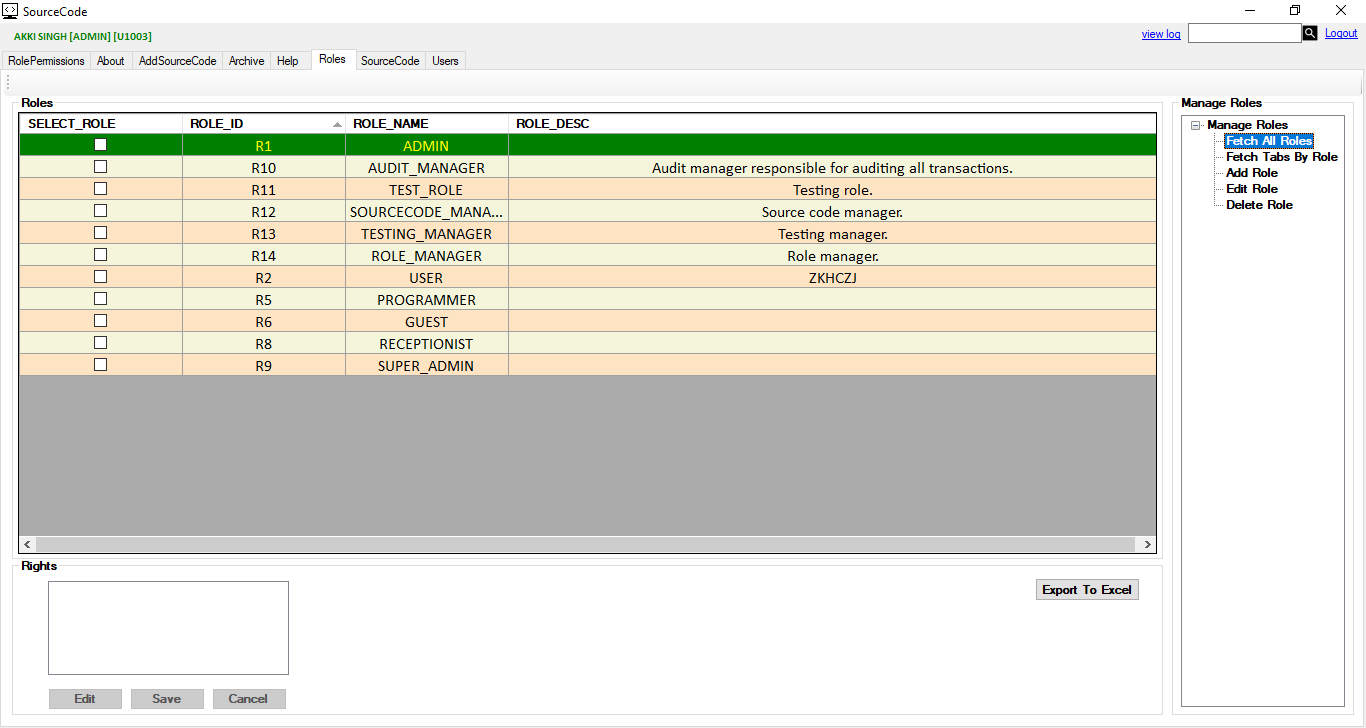 SourceCode
AKKI SINGH [ADMIN] [U1003]
view log
Logout
RolePermissions About AddSourceCode Archive Help Roles SourceCode Users
Roles
SELECT_ROLE ROLE_ID ROLE_NAME ROLE_DESC
R1 ADMIN
R10 AUDIT_MANAGER Audit manager responsible for auditing all transactions.
R11 TEST_ROLE Testing role.
R12 SOURCECODE_MANA... Source code manager.
R13 TESTING_MANAGER Testing manager.
R14 ROLE_MANAGER Role manager.
R2 USER ZKHCZJ
R5 PROGRAMMER
R6 GUEST
R8 RECEPTIONIST
R9 SUPER_ADMIN
Manage Roles
Manage Roles
Fetch All Roles
Fetch Tabs By Role
Add Role
Edit Role
Delete Role
Rights
Export To Excel
Edit Save Cancel